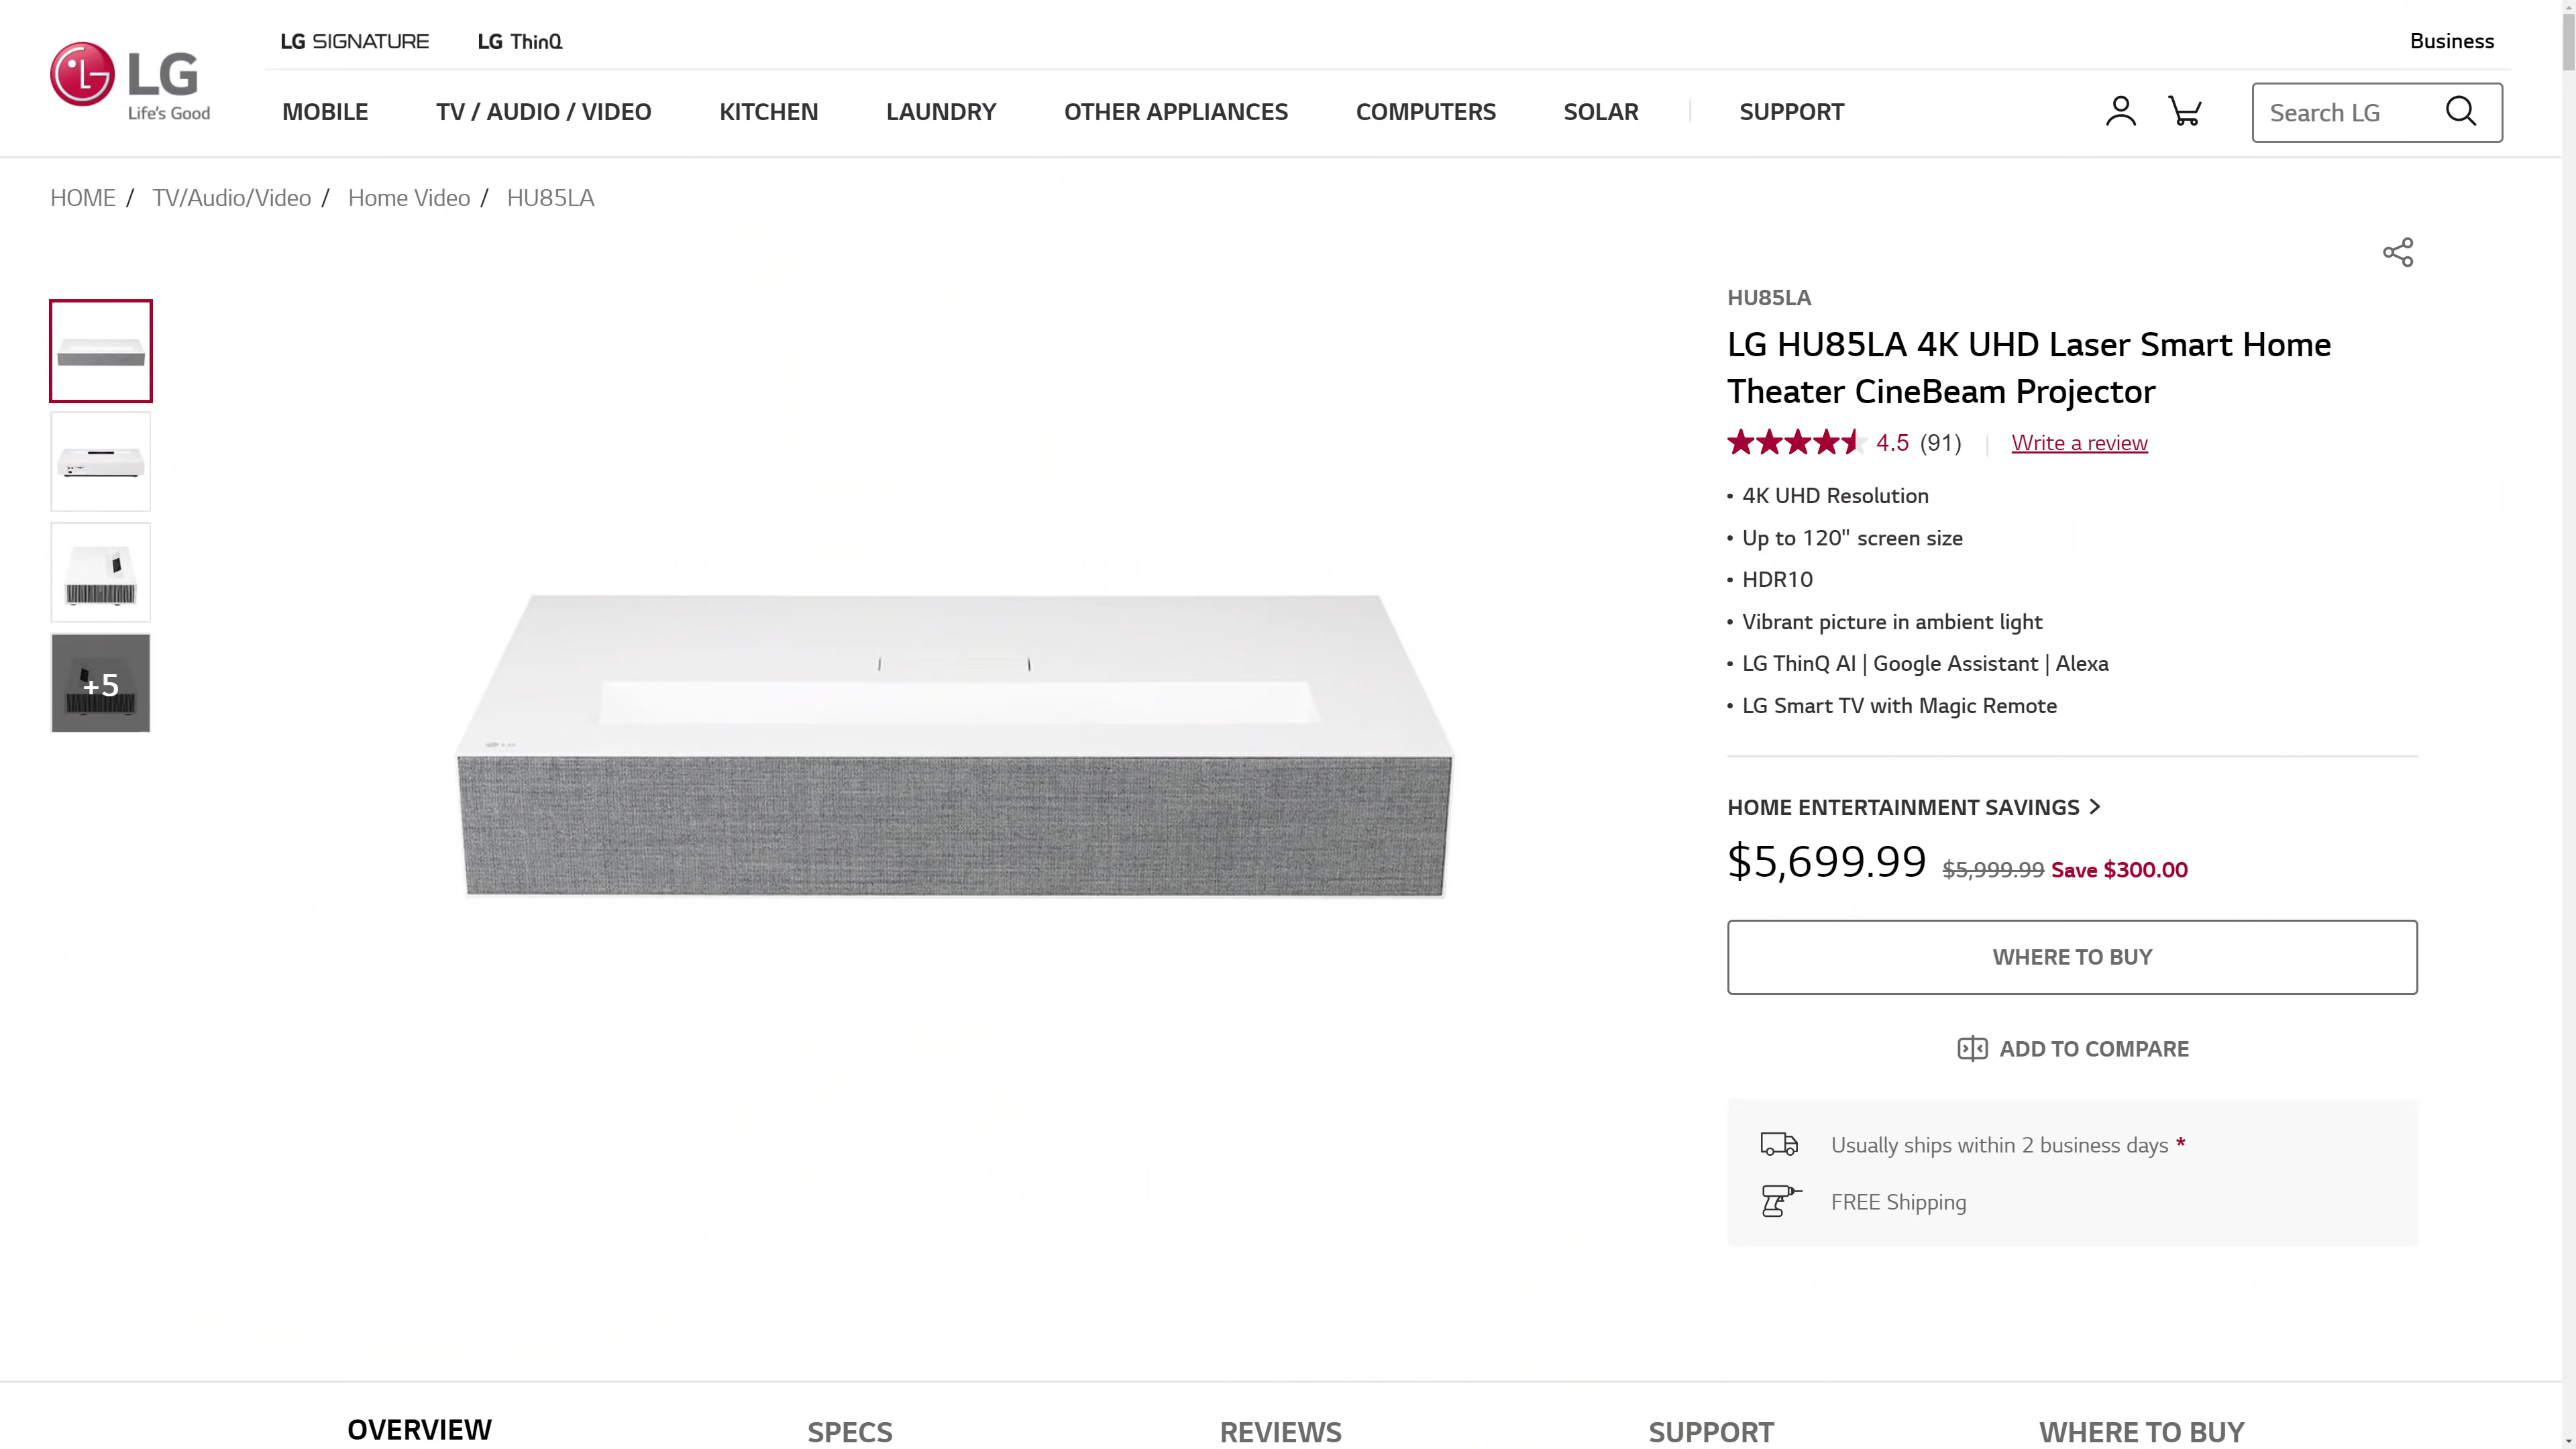 LG SIGNATURE
LG ThinQ
Business
LG
Life's Good
MOBILE
TV / AUDIO / VIDEO
KITCHEN
LAUNDRY
OTHER APPLIANCES
COMPUTERS
SOLAR
SUPPORT
Search LG
HOME / TV/Audio/Video / Home Video / HU85LA
HU85LA
LG HU85LA 4K UHD Laser Smart Home
Theater CineBeam Projector
4.5 (91)
Write a review
• 4K UHD Resolution
• Up to 120" screen size
• HDR10
• Vibrant picture in ambient light
• LG ThinQ AI | Google Assistant | Alexa
• LG Smart TV with Magic Remote
+5
LG
HOME ENTERTAINMENT SAVINGS >
$5,699.99 $5,999.99 Save $300.00
WHERE TO BUY
ADD TO COMPARE
Usually ships within 2 business days *
FREE Shipping
OVERVIEW
SPECS
REVIEWS
SUPPORT
WHERE TO BUY